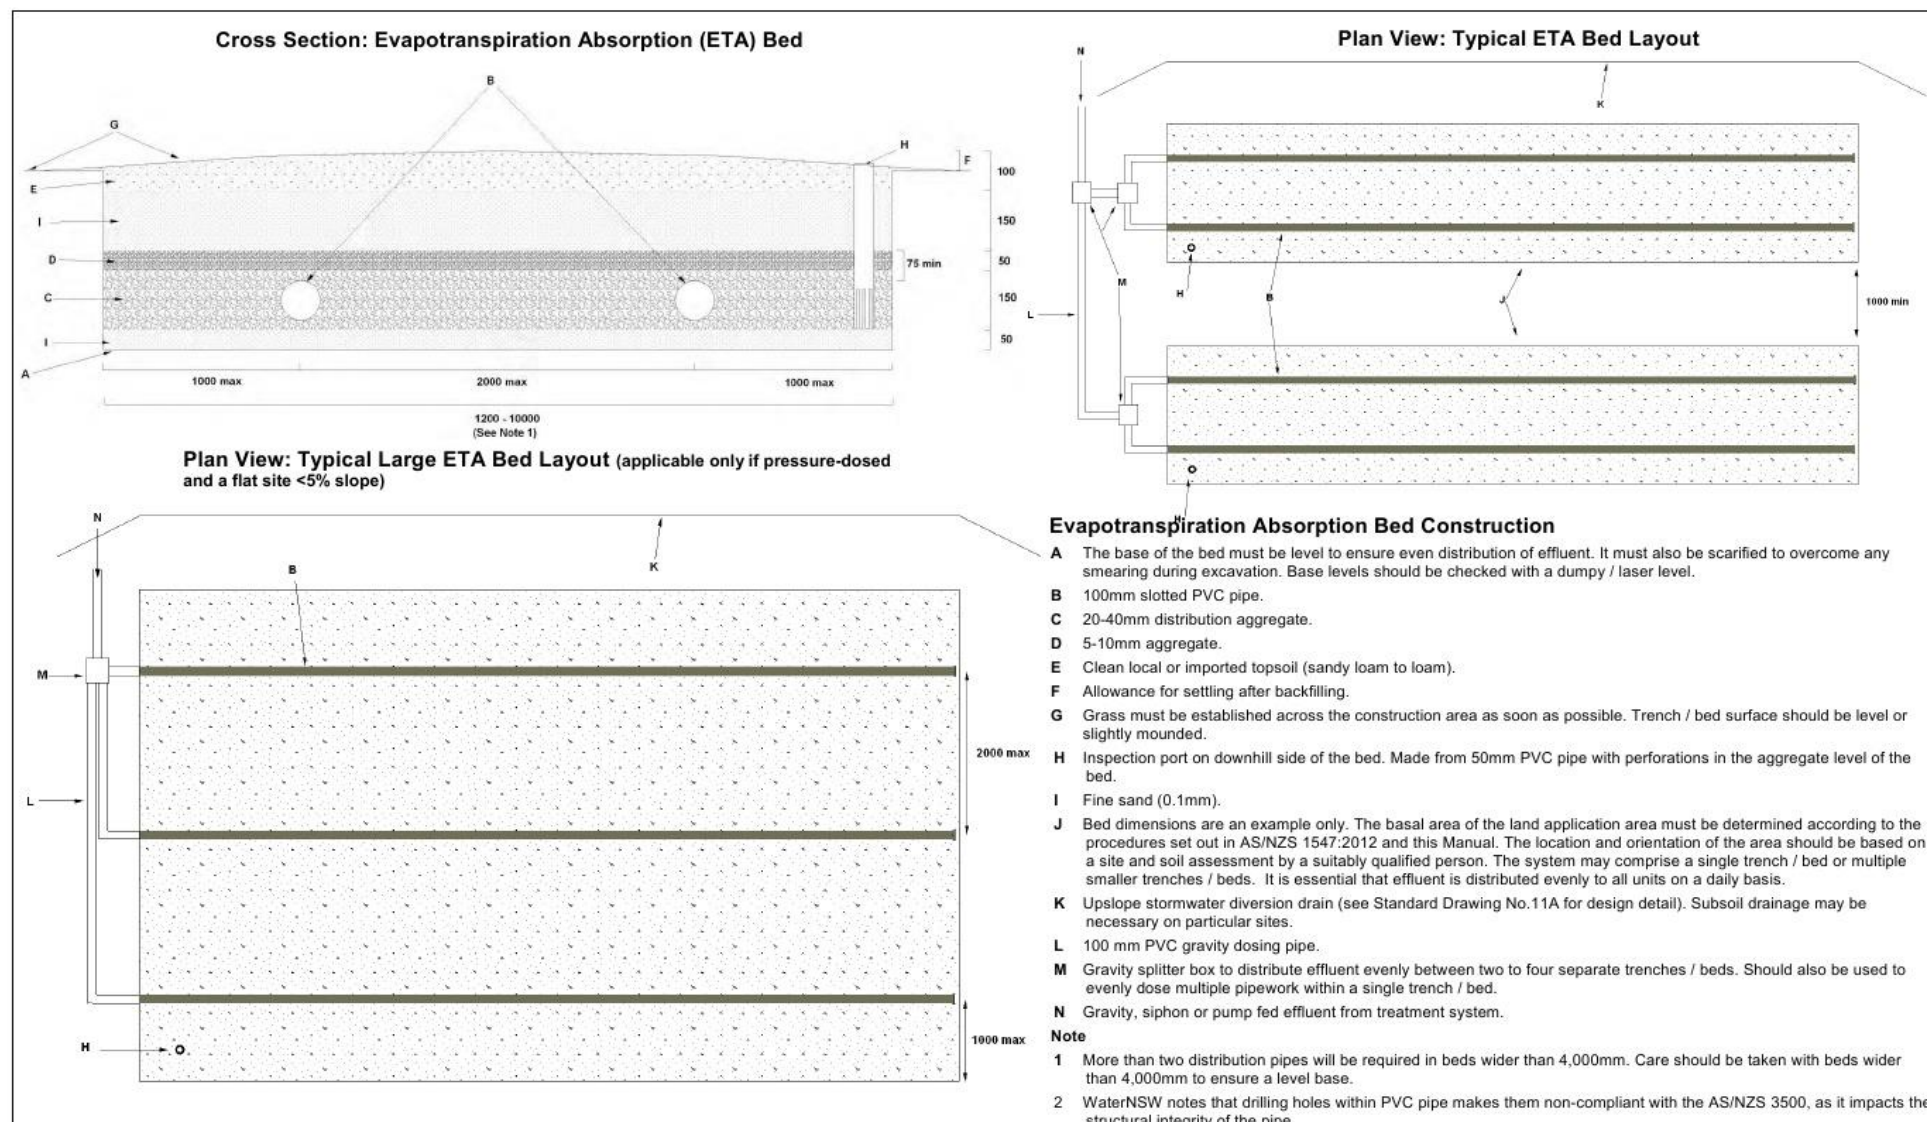 Cross Section: Evapotranspiration Absorption (ETA) Bed
B
G
H
F
E
I
D
C
I
A
100
150
50
75 min
150
50
1000 max
2000 max
1000 max
1200 - 10000
(See Note 1)
Plan View: Typical ETA Bed Layout
N
K
M
H
B
J
L
1000 min
H
Plan View: Typical Large ETA Bed Layout (applicable only if pressure-dosed
and a flat site <5% slope)
N
B
K
M
L
H
2000 max
1000 max
Evapotranspiration Absorption Bed Construction
A The base of the bed must be level to ensure even distribution of effluent. It must also be scarified to overcome any
smearing during excavation. Base levels should be checked with a dumpy / laser level.
B 100mm slotted PVC pipe.
C 20-40mm distribution aggregate.
D 5-10mm aggregate.
E Clean local or imported topsoil (sandy loam to loam).
F Allowance for settling after backfilling.
G Grass must be established across the construction area as soon as possible. Trench / bed surface should be level or
slightly mounded.
H Inspection port on downhill side of the bed. Made from 50mm PVC pipe with perforations in the aggregate level of the
bed.
I Fine sand (0.1mm).
J Bed dimensions are an example only. The basal area of the land application area must be determined according to the
procedures set out in AS/NZS 1547:2012 and this Manual. The location and orientation of the area should be based on
a site and soil assessment by a suitably qualified person. The system may comprise a single trench / bed or multiple
smaller trenches / beds. It is essential that effluent is distributed evenly to all units on a daily basis.
K Upslope stormwater diversion drain (see Standard Drawing No.11A for design detail). Subsoil drainage may be
necessary on particular sites.
L 100 mm PVC gravity dosing pipe.
M Gravity splitter box to distribute effluent evenly between two to four separate trenches / beds. Should also be used to
evenly dose multiple pipework within a single trench / bed.
N Gravity, siphon or pump fed effluent from treatment system.
Note
1 More than two distribution pipes will be required in beds wider than 4,000mm. Care should be taken with beds wider
than 4,000mm to ensure a level base.
2 WaterNSW notes that drilling holes within PVC pipe makes them non-compliant with the AS/NZS 3500, as it impacts the
structural integrity of the pipe.